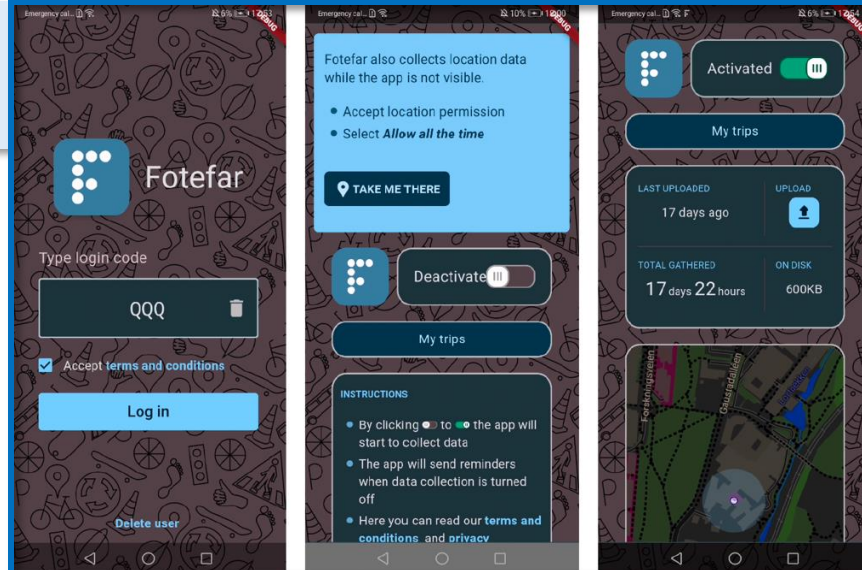 Emergency cal...
6%
DEBUG
Fotefar
Type login code
QQQ
Accept terms and conditions
Log in
Delete user
Emergency cal...
10%
DEBUG
Fotefar also collects location data
while the app is not visible.
Accept location permission
Select Allow all the time
TAKE ME THERE
Deactivate
My trips
INSTRUCTIONS
By clicking to the app will
start to collect data
The app will send reminders
when data collection is turned
off
Here you can read our terms and
conditions and privacy
Emergency cal...
F
6%
DEBUG
Activated
My trips
LAST UPLOADED
UPLOAD
17 days ago
TOTAL GATHERED
ON DISK
17 days 22 hours
600KB
Forskningsveien
Gaustadalléen